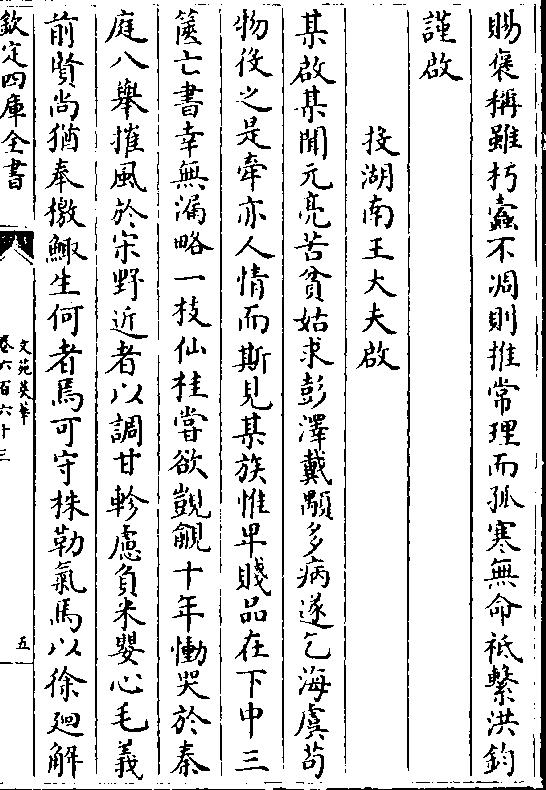 賜褒稱雖朽蠹不凋則推常理而孤寒無命祗繫洪鈞
謹啟
投湖南王大夫啟
某啟某聞元亮苦貧姑求彭澤戴顒多病遂乞海虞苟
物役之是牽亦人情而斯見某族惟卑賤品在下中三
篋亡書幸無漏略一枝仙桂嘗欲覬覦十年慟哭於秦
庭八舉摧風於宋野近者以調甘軫慮負米嬰心毛義
前賢尚猶奉檄鯫生何者焉可守株勒氣馬以徐廻解
欽定四庫全書
文苑英華
卷六百六十三
五